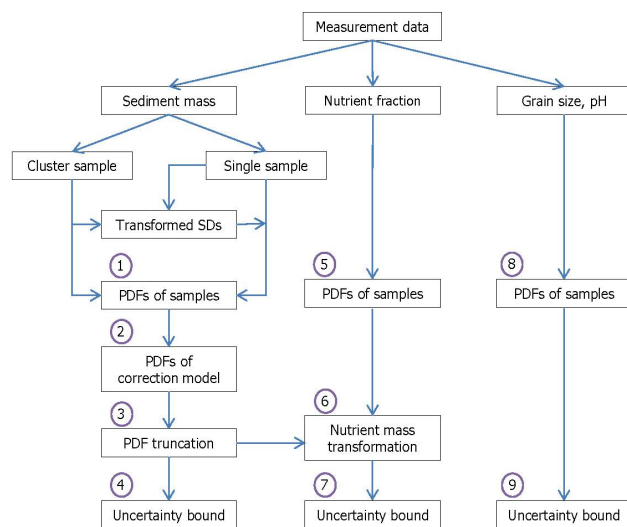 Measurement data
Sediment mass
Nutrient fraction
Grain size, pH
Cluster sample
Single sample
Transformed SDs
1
5
8
PDFs of samples
PDFs of samples
PDFs of samples
2
PDFs of
correction model
3
6
PDF truncation
Nutrient mass
transformation
4
7
9
Uncertainty bound
Uncertainty bound
Uncertainty bound